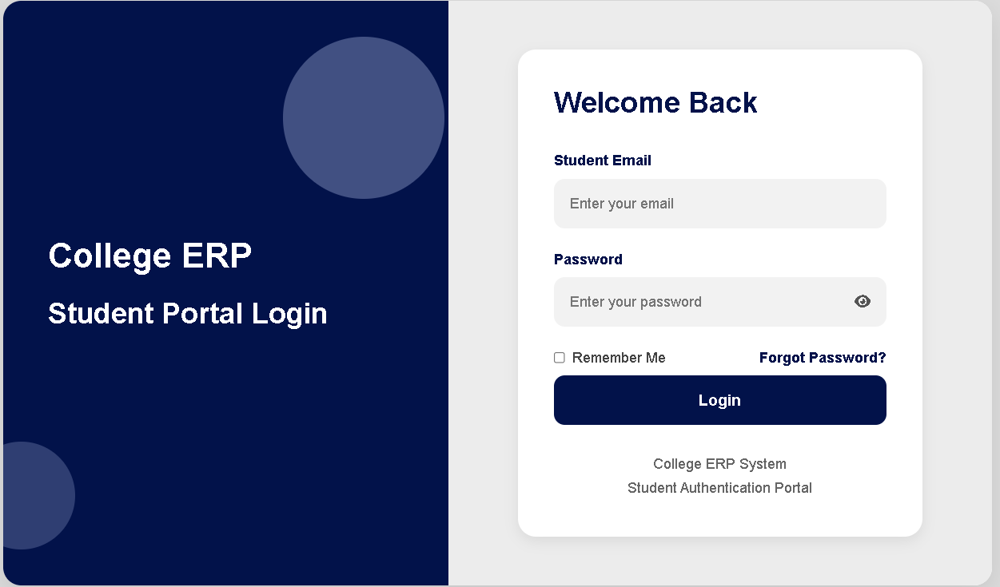 College ERP
Student Portal Login
Welcome Back
Student Email
Enter your email
Password
Enter your password
Remember Me
Forgot Password?
Login
College ERP System
Student Authentication Portal